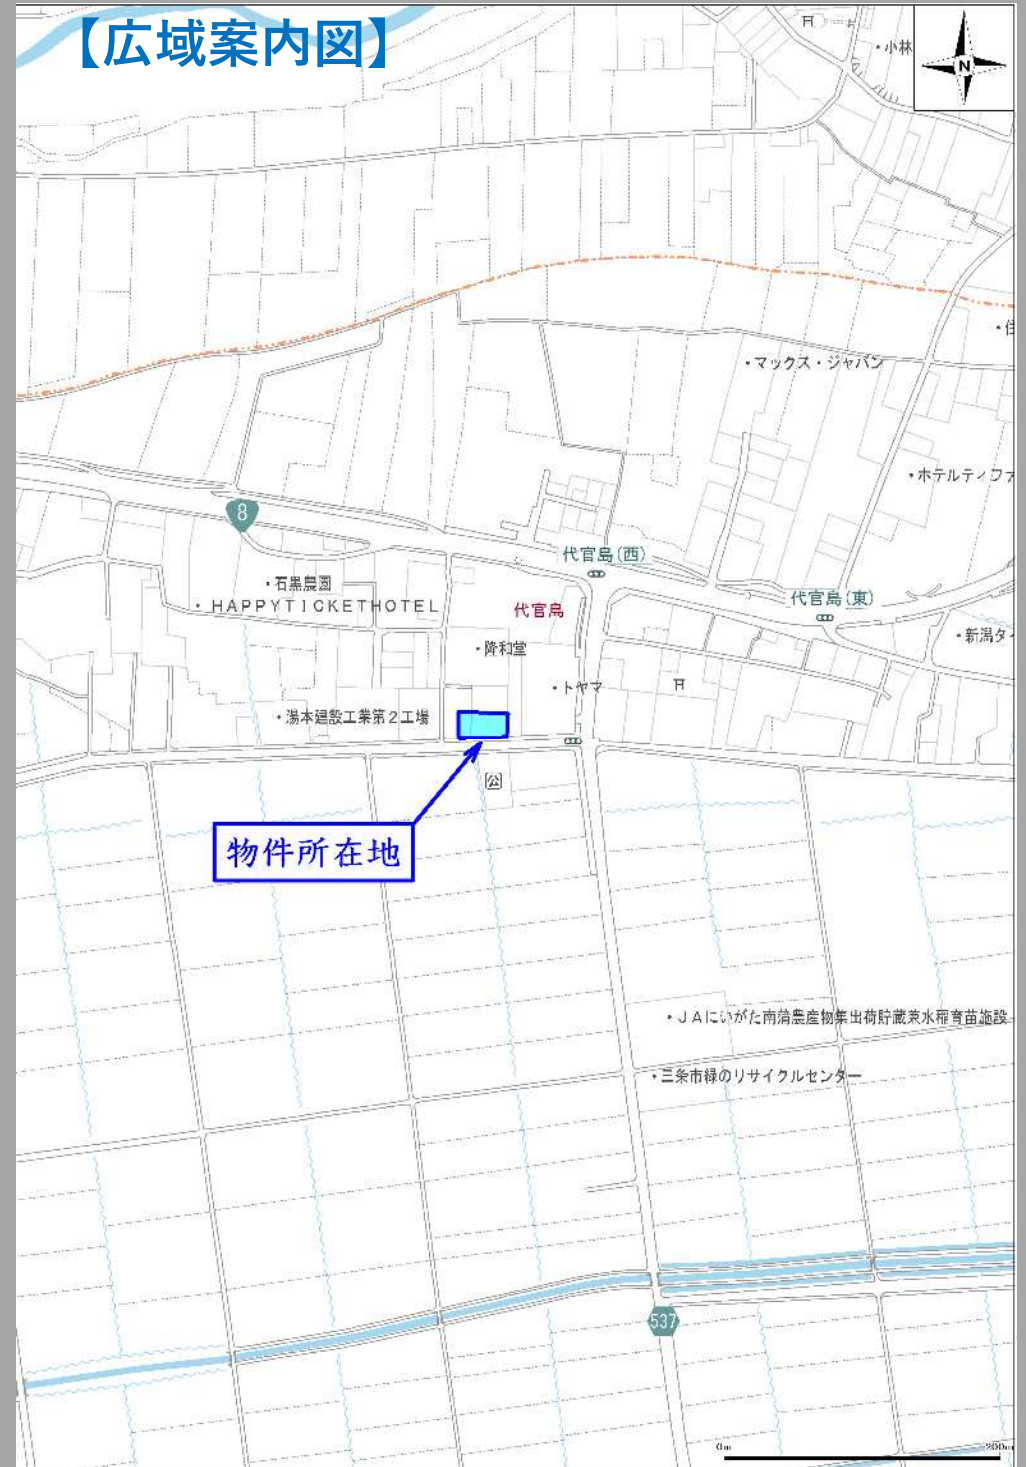 【広域案内図】
・小林
N
・マックス・ジャパン
・ホテルティファ
8
代官島(西)
・石黒農園
・HAPPYTICKETHOTEL
代官島
代官島(東)
・隆和堂
・新潟タイ
・トヤマ
・湯本建設工業第2工場
公
物件所在地
・JAにいがた南蒲農産物集出荷貯蔵兼水稲育苗施設
・三条市緑のリサイクルセンター
537
0m
200m